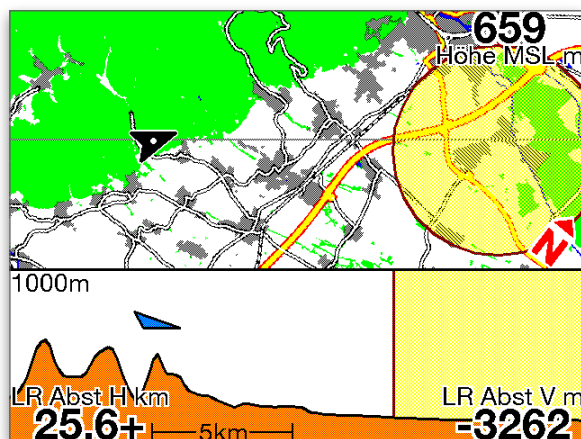 659
Höhe MSL m
N
1000m
LR Abst H km
25.6+
5km
LR Abst V m
-3262